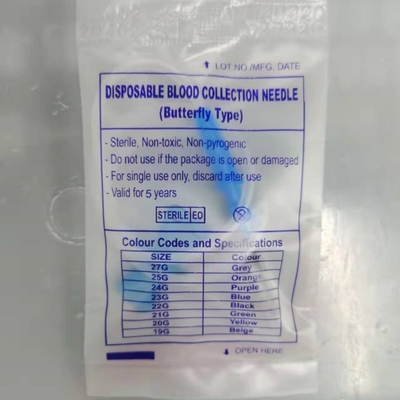 ↑ LOT NO /MFG. DATE
DISPOSABLE BLOOD COLLECTION NEEDLE
(Butterfly Type)
- Sterile, Non-toxic, Non-pyrogenic
- Do not use if the package is open or damaged
- For single use only, discard after use
- Valid for 5 years
STERILE EO
Colour Codes and Specifications
SIZE Colour
27G Grey
25G Orange
24G Purple
23G Blue
22G Black
21G Green
20G Yellow
19G Beige
↓ OPEN HERE